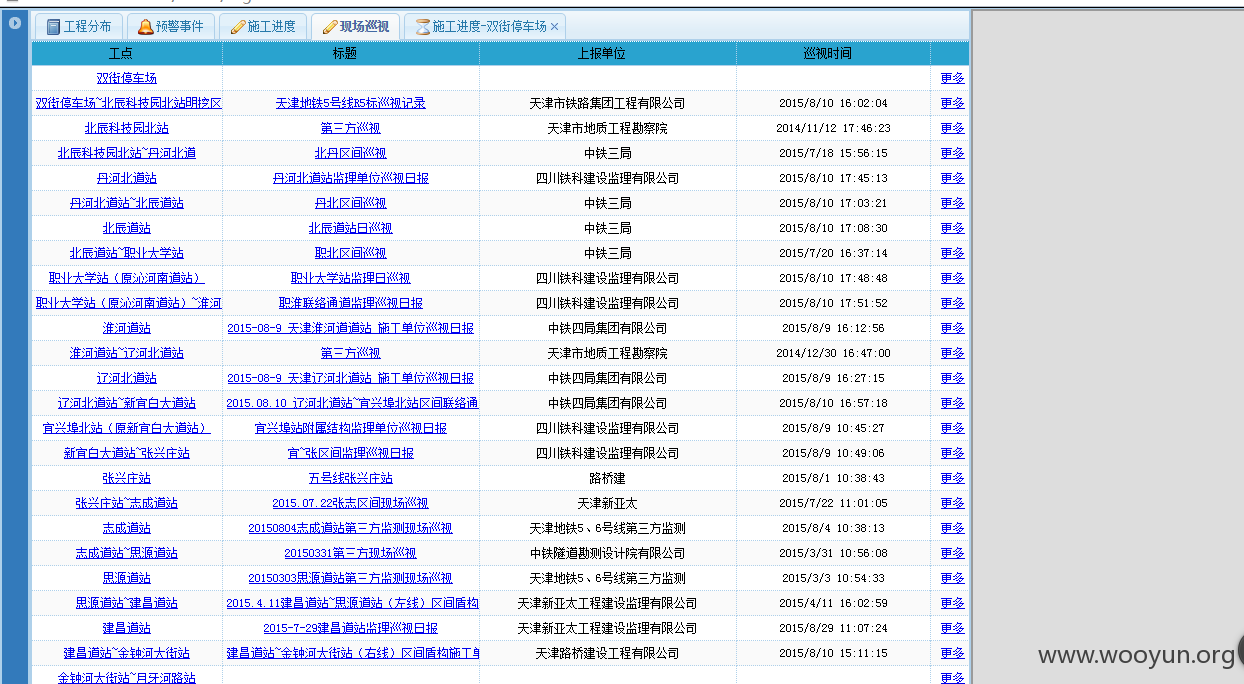 工程分布 预警事件 施工进度 现场巡视 施工进度-双街停车场
工点 标题 上报单位 巡视时间
双街停车场 更多
双街停车场~北辰科技园北站明挖区 天津地铁5号线R5标巡视记录 天津市铁路集团工程有限公司 2015/8/10 16:02:04 更多
北辰科技园北站 第三方巡视 天津市地质工程勘察院 2014/11/12 17:46:23 更多
北辰科技园北站~丹河北道 北丹区间巡视 中铁三局 2015/7/18 15:56:15 更多
丹河北道站 丹河北道站监理单位巡视日报 四川铁科建设监理有限公司 2015/8/10 17:45:13 更多
丹河北道站~北辰道站 丹北区间巡视 中铁三局 2015/8/10 17:03:21 更多
北辰道站 北辰道站日巡视 中铁三局 2015/8/10 17:08:30 更多
北辰道站~职业大学站 职北区间巡视 中铁三局 2015/7/20 16:37:14 更多
职业大学站（原沁河南道站） 职业大学站监理日巡视 四川铁科建设监理有限公司 2015/8/10 17:48:48 更多
职业大学站（原沁河南道站）~淮河 职淮联络通道监理巡视日报 四川铁科建设监理有限公司 2015/8/10 17:51:52 更多
淮河道站 2015-08-9 天津淮河道道站 施工单位巡视日报 中铁四局集团有限公司 2015/8/9 16:12:56 更多
淮河道站~辽河北道站 第三方巡视 天津市地质工程勘察院 2014/12/30 16:47:00 更多
辽河北道站 2015-08-9 天津辽河北道站 施工单位巡视日报 中铁四局集团有限公司 2015/8/9 16:27:15 更多
辽河北道站~新宜白大道站 2015.08.10 辽河北道站~宜兴埠北站区间联络通 中铁四局集团有限公司 2015/8/10 16:57:18 更多
宜兴埠北站（原新宜白大道站） 宜兴埠站附属结构监理单位巡视日报 四川铁科建设监理有限公司 2015/8/9 10:45:27 更多
新宜白大道站~张兴庄站 宜~张区间监理巡视日报 四川铁科建设监理有限公司 2015/8/9 10:49:06 更多
张兴庄站 五号线张兴庄站 路桥建 2015/8/1 10:38:43 更多
张兴庄站~志成道站 2015.07.22张志区间现场巡视 天津新亚太 2015/7/22 11:01:05 更多
志成道站 20150804志成道站第三方监测现场巡视 天津地铁5、6号线第三方监测 2015/8/4 10:38:13 更多
志成道站~思源道站 20150331第三方现场巡视 中铁隧道勘测设计院有限公司 2015/3/31 10:56:08 更多
思源道站 20150303思源道站第三方监测现场巡视 天津地铁5、6号线第三方监测 2015/3/3 10:54:33 更多
思源道站~建昌道站 2015.4.11建昌道站~思源道站（左线）区间盾构 天津新亚太工程建设监理有限公司 2015/4/11 16:02:59 更多
建昌道站 2015-7-29建昌道站监理巡视日报 天津新亚太工程建设监理有限公司 2015/8/29 11:07:24 更多
建昌道站~金钟河大街站 建昌道站~金钟河大街站（右线）区间盾构施工单 天津路桥建设工程有限公司 2015/8/10 15:11:15 更多
金钟河大街站~月牙河路站 更多
www.wooyun.org